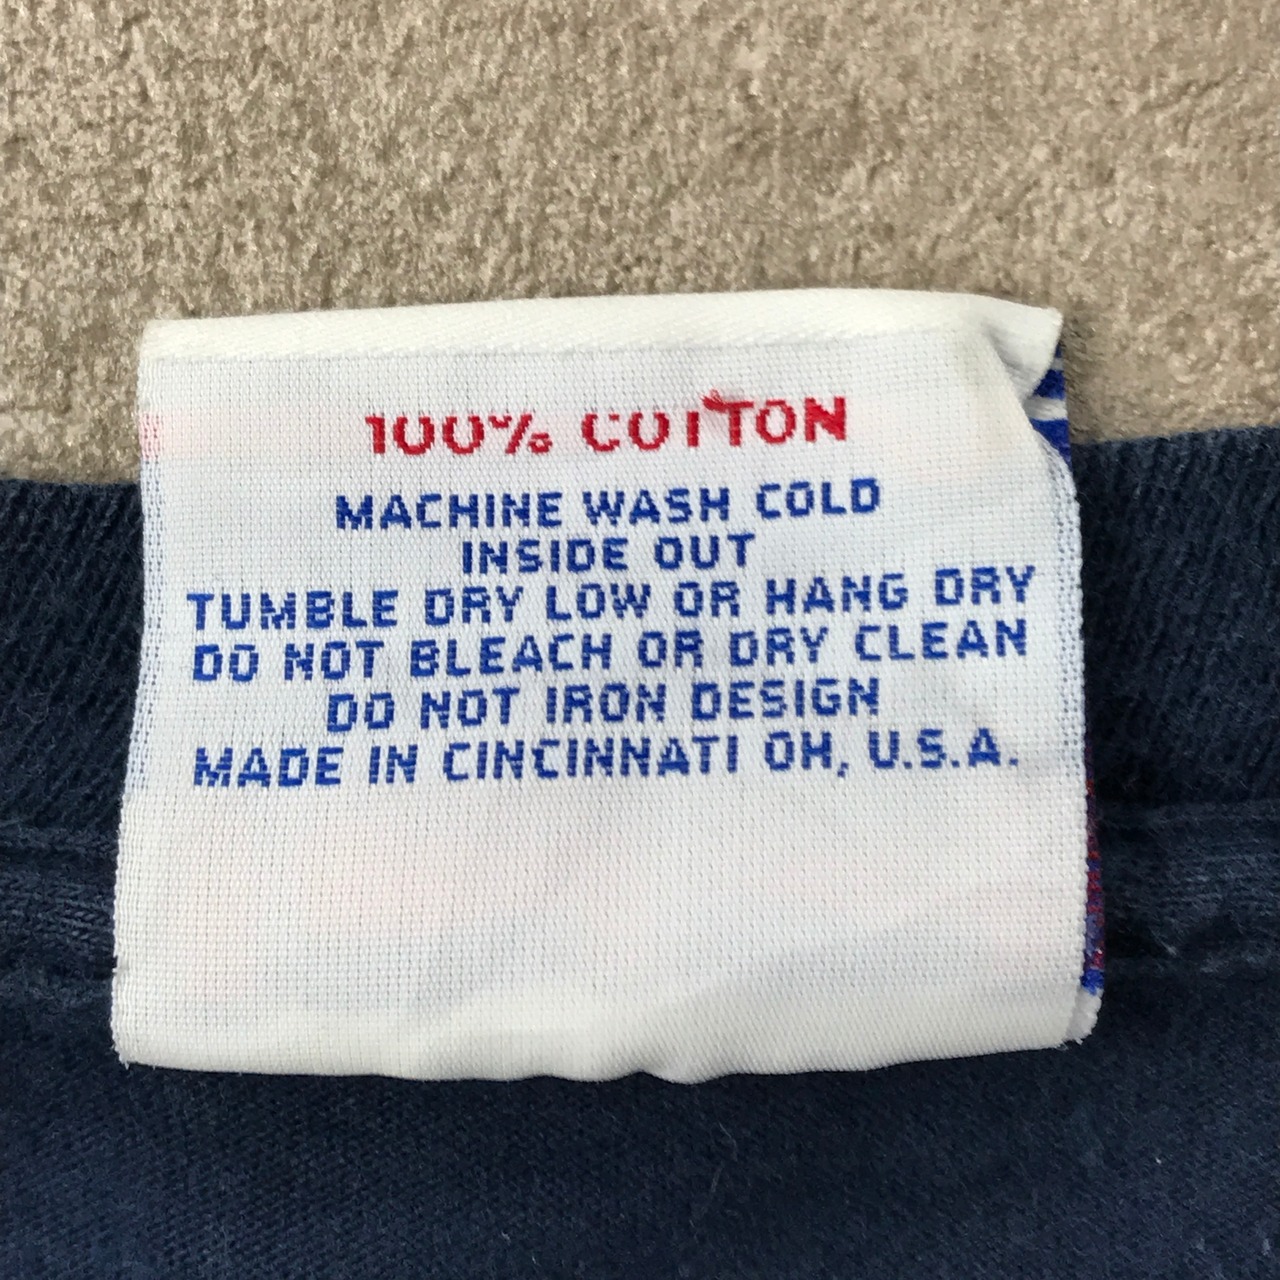 100% COTTON
MACHINE WASH COLD
INSIDE OUT
TUMBLE DRY LOW OR HANG DRY
DO NOT BLEACH OR DRY CLEAN
DO NOT IRON DESIGN
MADE IN CINCINNATI OH, U.S.A.